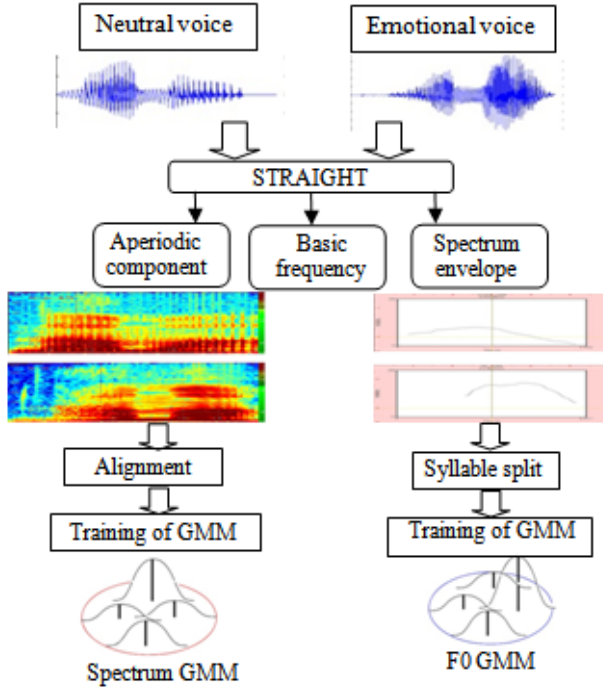 Neutral voice
Emotional voice
STRAIGHT
Aperiodic
component
Basic
frequency
Spectrum
envelope
Alignment
Syllable split
Training of GMM
Training of GMM
Spectrum GMM
F0 GMM